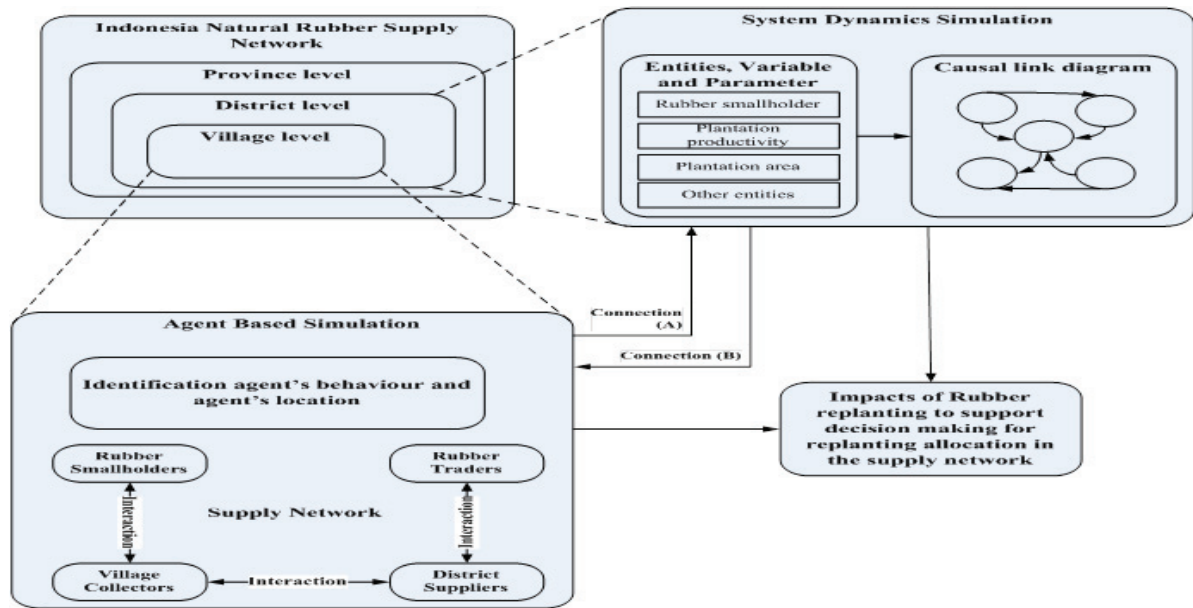 Indonesia Natural Rubber Supply
Network
Province level
District level
Village level
System Dynamics Simulation
Entities, Variable
and Parameter
Rubber smallholder
Plantation
productivity
Plantation area
Other entities
Causal link diagram
Connection
(A)
Connection (B)
Agent Based Simulation
Identification agent's behaviour and
agent's location
Rubber
Smallholders
Rubber
Traders
Interaction
Interaction
Supply Network
Village
Collectors
Interaction
District
Suppliers
Impacts of Rubber
replanting to support
decision making for
replanting allocation in
the supply network